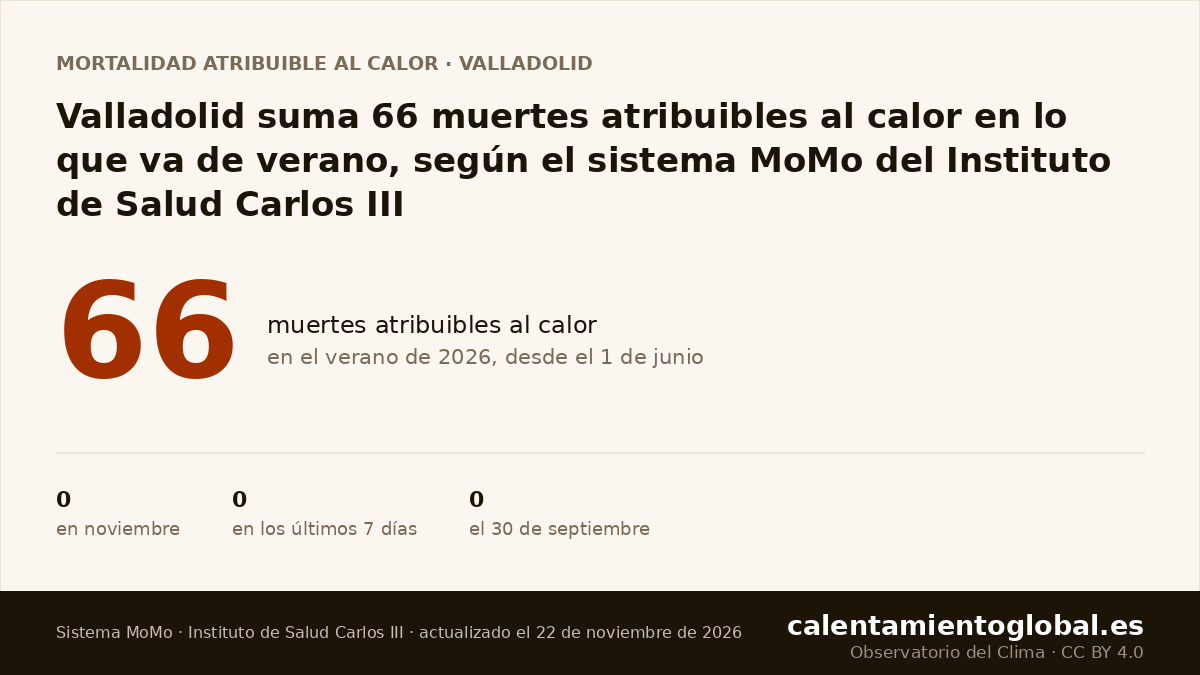 MORTALIDAD ATRIBUIBLE AL CALOR · VALLADOLID
Valladolid suma 66 muertes atribuibles al calor en lo
que va de verano, según el sistema MoMo del Instituto
de Salud Carlos III
66
muertes atribuibles al calor
en el verano de 2026, desde el 1 de junio
0
en noviembre
0
en los últimos 7 días
0
el 30 de septiembre
Sistema MoMo · Instituto de Salud Carlos III · actualizado el 22 de noviembre de 2026
calentamientoglobal.es
Observatorio del Clima · CC BY 4.0